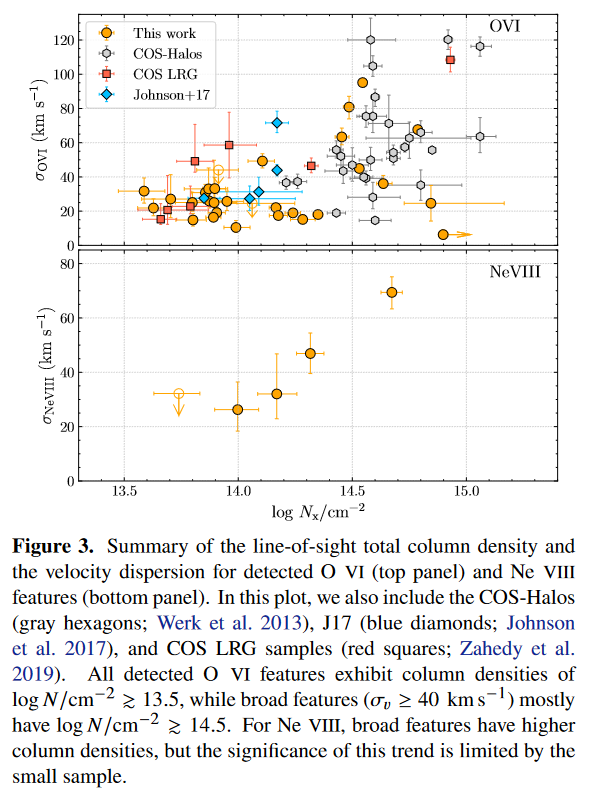 This work
COS-Halos
COS LRG
Johnson+17
OVI
120
100
80
60
40
20
0
σOVI (km s⁻¹)
NeVIII
80
60
40
20
0
σNeVIII (km s⁻¹)
13.5 14.0 14.5 15.0
log Nx/cm⁻²
Figure 3. Summary of the line-of-sight total column density and
the velocity dispersion for detected O VI (top panel) and Ne VIII
features (bottom panel). In this plot, we also include the COS-Halos
(gray hexagons; Werk et al. 2013), J17 (blue diamonds; Johnson
et al. 2017), and COS LRG samples (red squares; Zahedy et al.
2019). All detected O VI features exhibit column densities of
log N/cm⁻² ≳ 13.5, while broad features (σᵥ ≥ 40 km s⁻¹) mostly
have log N/cm⁻² ≳ 14.5. For Ne VIII, broad features have higher
column densities, but the significance of this trend is limited by the
small sample.